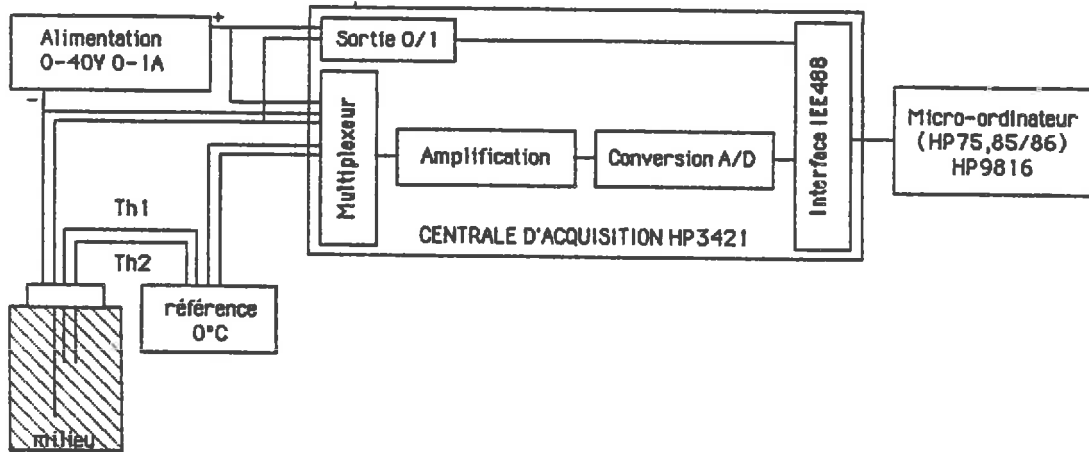 +
Alimentation
0-40V 0-1A
-
Sortie 0/1
Multiplexeur
Amplification
Conversion A/D
Interface IEE488
Micro-ordinateur
(HP75,85/86)
HP9816
CENTRALE D'ACQUISITION HP3421
Th1
Th2
référence
0°C
milieu